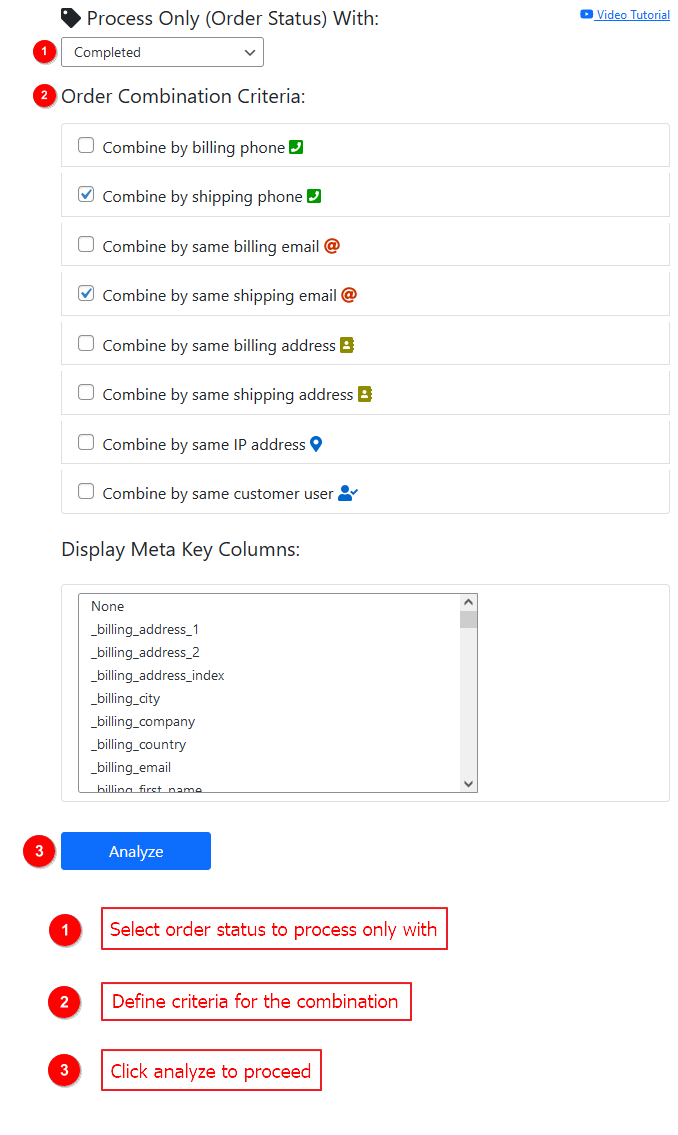 Process Only (Order Status) With:
Video Tutorial
1 Completed
2 Order Combination Criteria:
Combine by billing phone
Combine by shipping phone
Combine by same billing email
Combine by same shipping email
Combine by same billing address
Combine by same shipping address
Combine by same IP address
Combine by same customer user
Display Meta Key Columns:
None
_billing_address_1
_billing_address_2
_billing_address_index
_billing_city
_billing_company
_billing_country
_billing_email
_billing_first_name
3 Analyze
1 Select order status to process only with
2 Define criteria for the combination
3 Click analyze to proceed